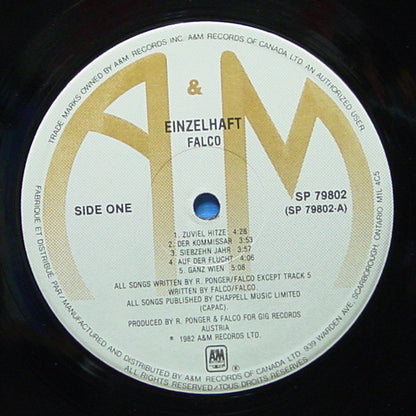 TRADE MARKS OWNED BY A&M RECORDS INC. A&M RECORDS OF CANADA LTD. AN AUTHORIZED USER
A & M
EINZELHAFT
FALCO
SIDE ONE
SP 79802
(SP 79802-A)
1. ZUVIEL HITZE 4:28
2. DER KOMMISSAR 3:53
3. SIEBZEHN JAHR 3:57
4. AUF DER FLUCHT 4:06
5. GANZ WIEN 5:08
ALL SONGS WRITTEN BY R. PONGER/FALCO EXCEPT TRACK 5
WRITTEN BY FALCO/FALCO.
ALL SONGS PUBLISHED BY CHAPPELL MUSIC LIMITED
(CAPAC).
PRODUCED BY R. PONGER & FALCO FOR GIG RECORDS
AUSTRIA
℗ 1982 A&M RECORDS LTD.
A&M
RECORDS
FABRIQUE ET DISTRIBUÉ, PAR/MANUFACTURED AND DISTRIBUTED BY A&M RECORDS OF CANADA LTD. 939 WARDEN AVE. SCARBOROUGH, ONTARIO M1L 4C5
ALL RIGHTS RESERVED/TOUS DROITS RESERVÉS